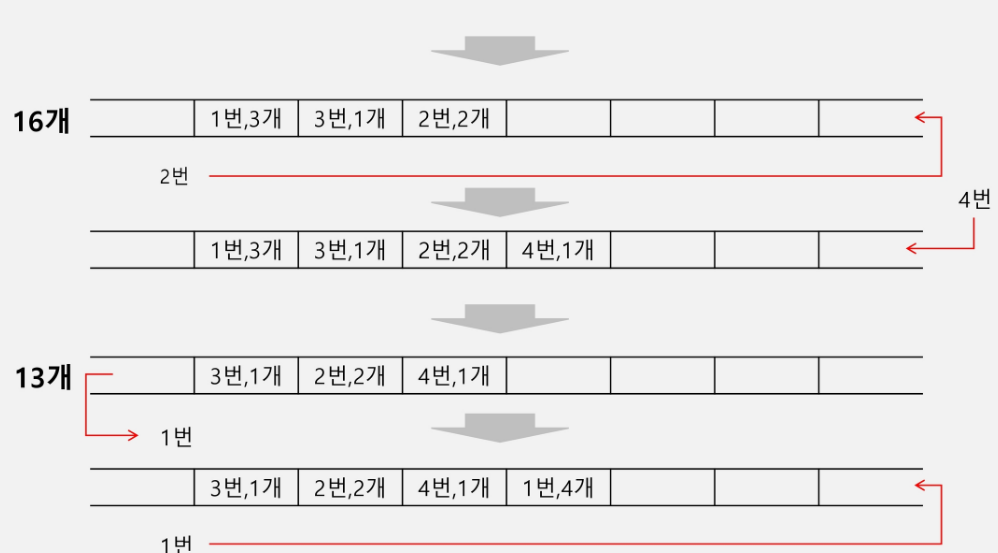 16개 1번,3개 3번,1개 2번,2개
2번
4번
1번,3개 3번,1개 2번,2개 4번,1개
13개 3번,1개 2번,2개 4번,1개
1번
3번,1개 2번,2개 4번,1개 1번,4개
1번